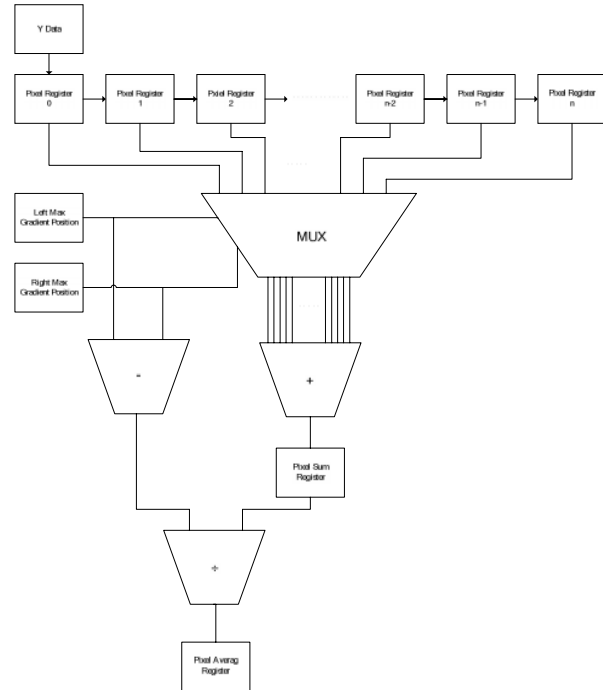 Y Data
Pixel Register
0
Pixel Register
1
Pxiel Register
2
Pixel Register
n-2
Pixel Register
n-1
Pixel Register
n
Left Max
Gradient Position
MUX
Right Max
Gradient Position
-
+
Pixel Sum
Register
÷
Pixel Averag
Register